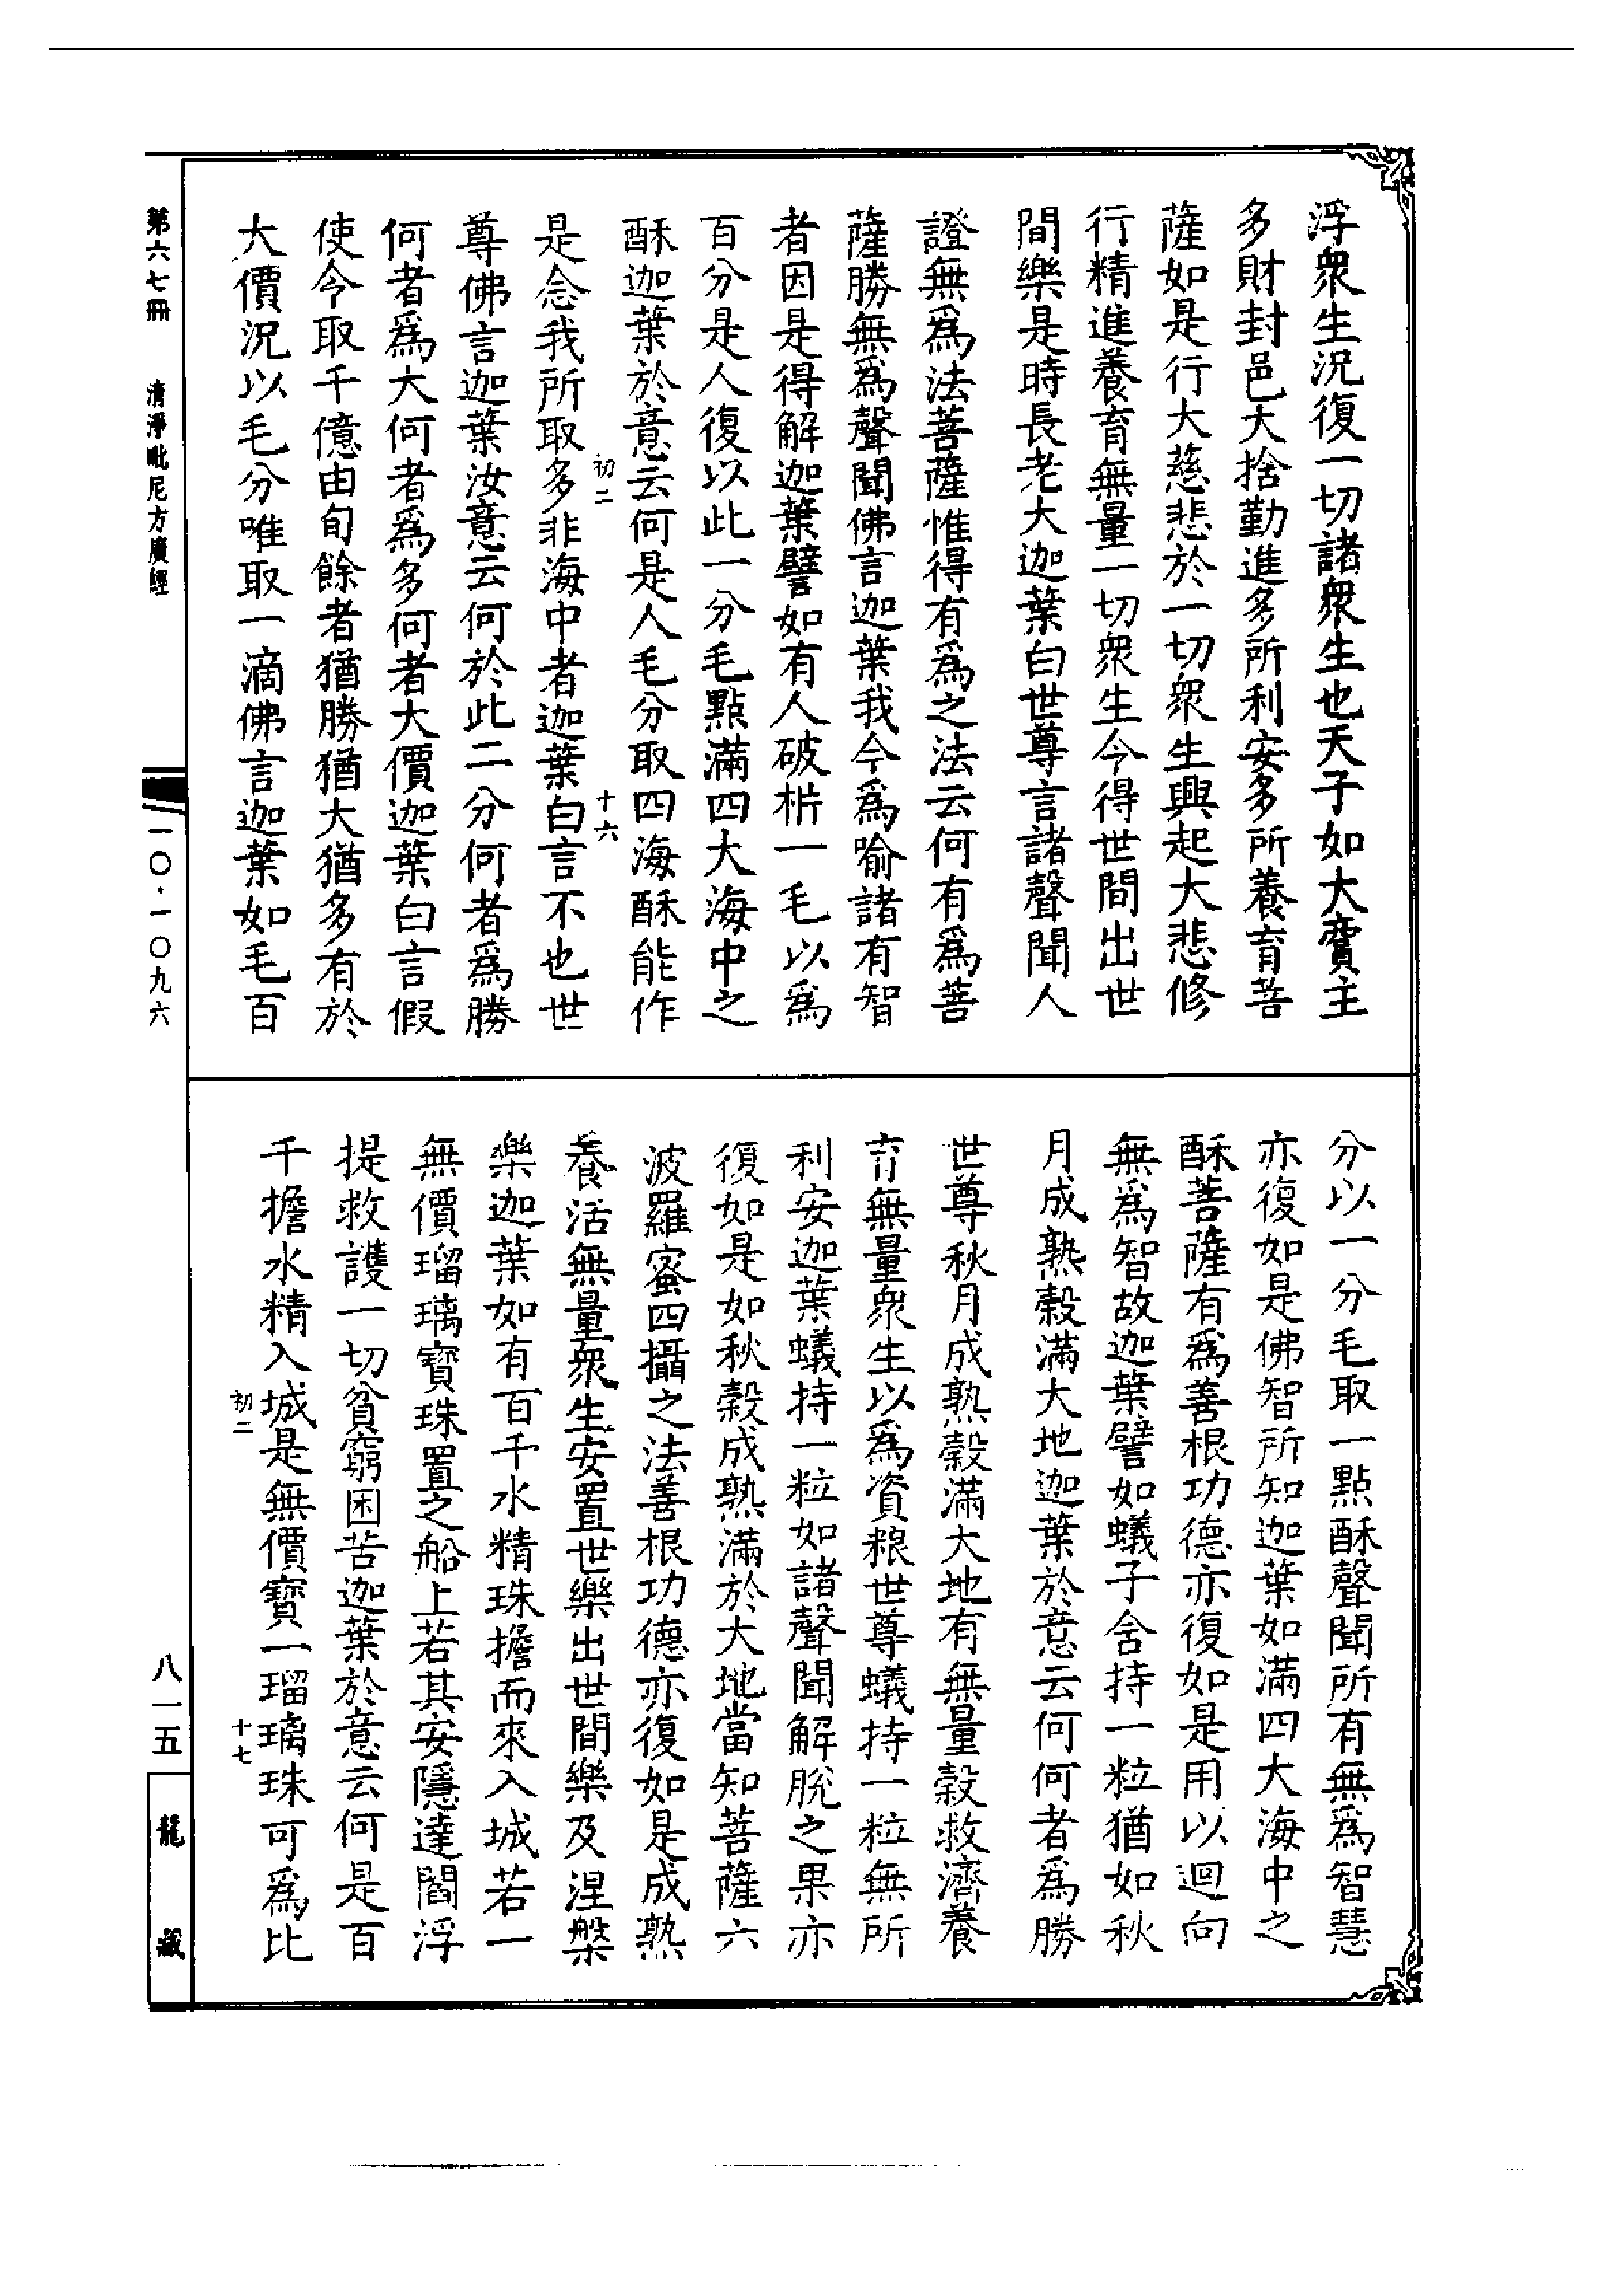 浮衆生況復一切諸衆生也天子如大賓主
多財封邑大捨勤進多所利安多所養育菩
薩如是行大慈悲於一切衆生興起大悲修
行精進養育無量一切衆生今得世間出世
間樂是時長老大迦葉白世尊言諸聲聞人
證無爲法菩薩惟得有爲之法云何有爲菩
薩勝無爲聲聞佛言迦葉我今爲喻諸有智
者因是得解迦葉譬如有人破析一毛以爲
百分是人復以此一分毛點滿四大海中之
酥迦葉於意云何是人毛分取四海酥能作
初二
十六
是念我所取多非海中者迦葉白言不也世
尊佛言迦葉汝意云何於此二分何者爲勝
何者爲大何者爲多何者大價迦葉白言假
使今取千億由旬餘者猶勝猶大猶多有於
大價況以毛分唯取一滴佛言迦葉如毛百
分以一分毛取一點酥聲聞所有無爲智慧
亦復如是佛智所知迦葉如滿四大海中之
酥菩薩有爲善根功德亦復如是用以迴向
無爲智故迦葉譬如蟻子含持一粒猶如秋
月成熟穀滿大地迦葉於意云何何者爲勝
世尊秋月成熟穀滿大地有無量穀救濟養
育無量衆生以爲資粮世尊蟻持一粒無所
利安迦葉蟻持一粒如諸聲聞解脫之果亦
復如是如秋穀成熟滿於大地當知菩薩六
波羅蜜四攝之法善根功德亦復如是成熟
養活無量衆生安置世樂出世間樂及涅槃
樂迦葉如有百千水精珠擔而來入城若一
無價瑠璃寶珠置之船上若其安隱達閻浮
提救護一切貧窮困苦迦葉於意云何是百
千擔水精入城是無價寶一瑠璃珠可爲比
初二
十七
第六七冊
清淨毗尼方廣經
一〇·一〇九六
八一五
龍藏